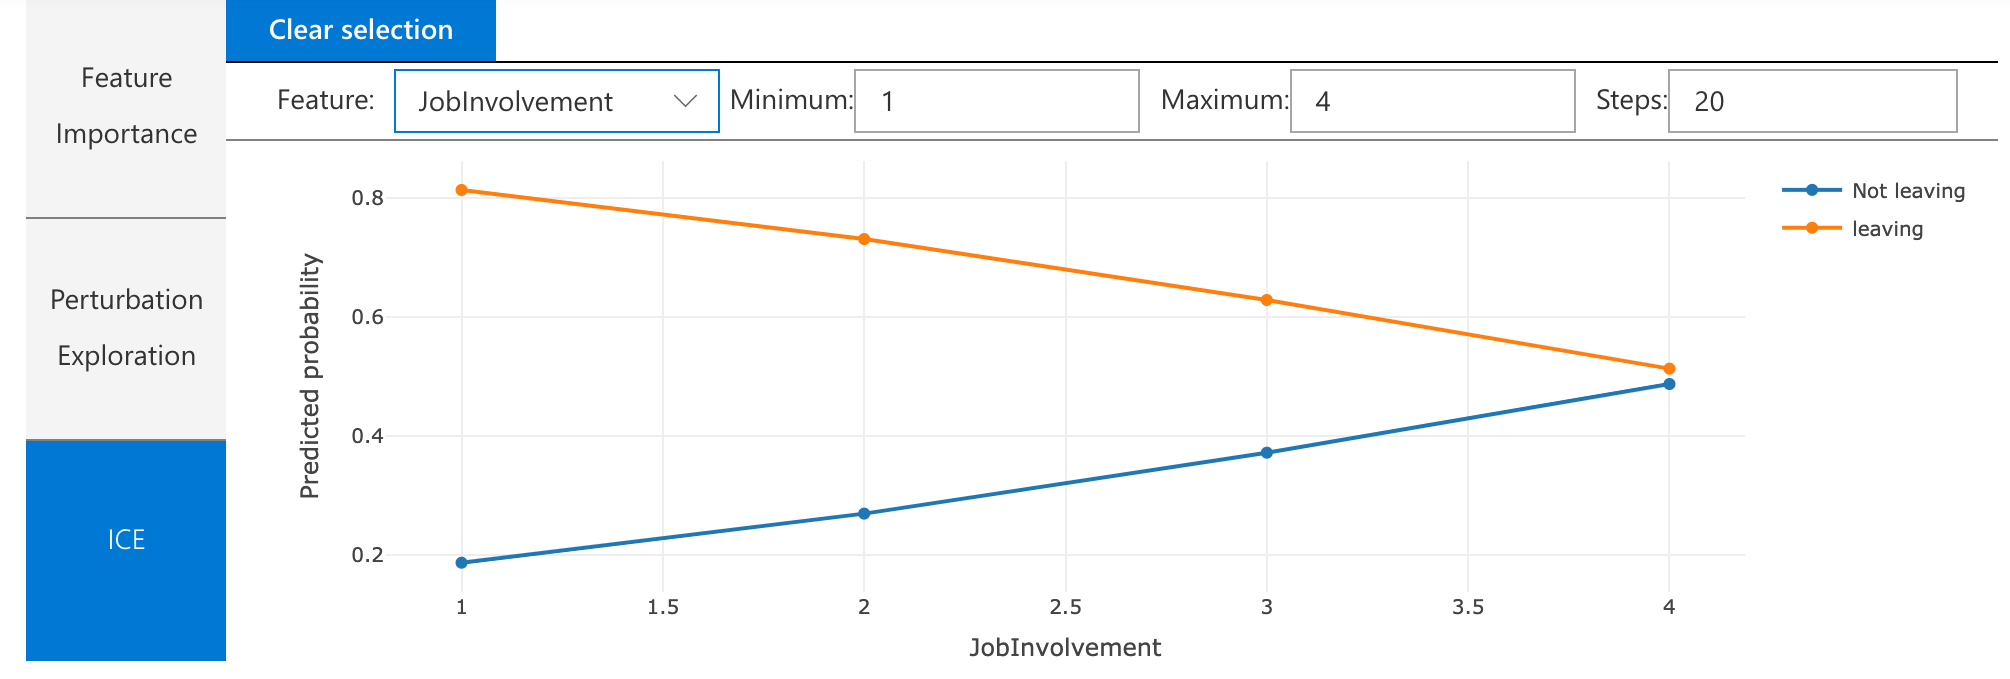 Clear selection
Feature
Importance
Feature: JobInvolvement Minimum: 1 Maximum: 4 Steps: 20
Perturbation
Exploration
ICE
Predicted probability
0.8
0.6
0.4
0.2
1 1.5 2 2.5 3 3.5 4
JobInvolvement
Not leaving
leaving